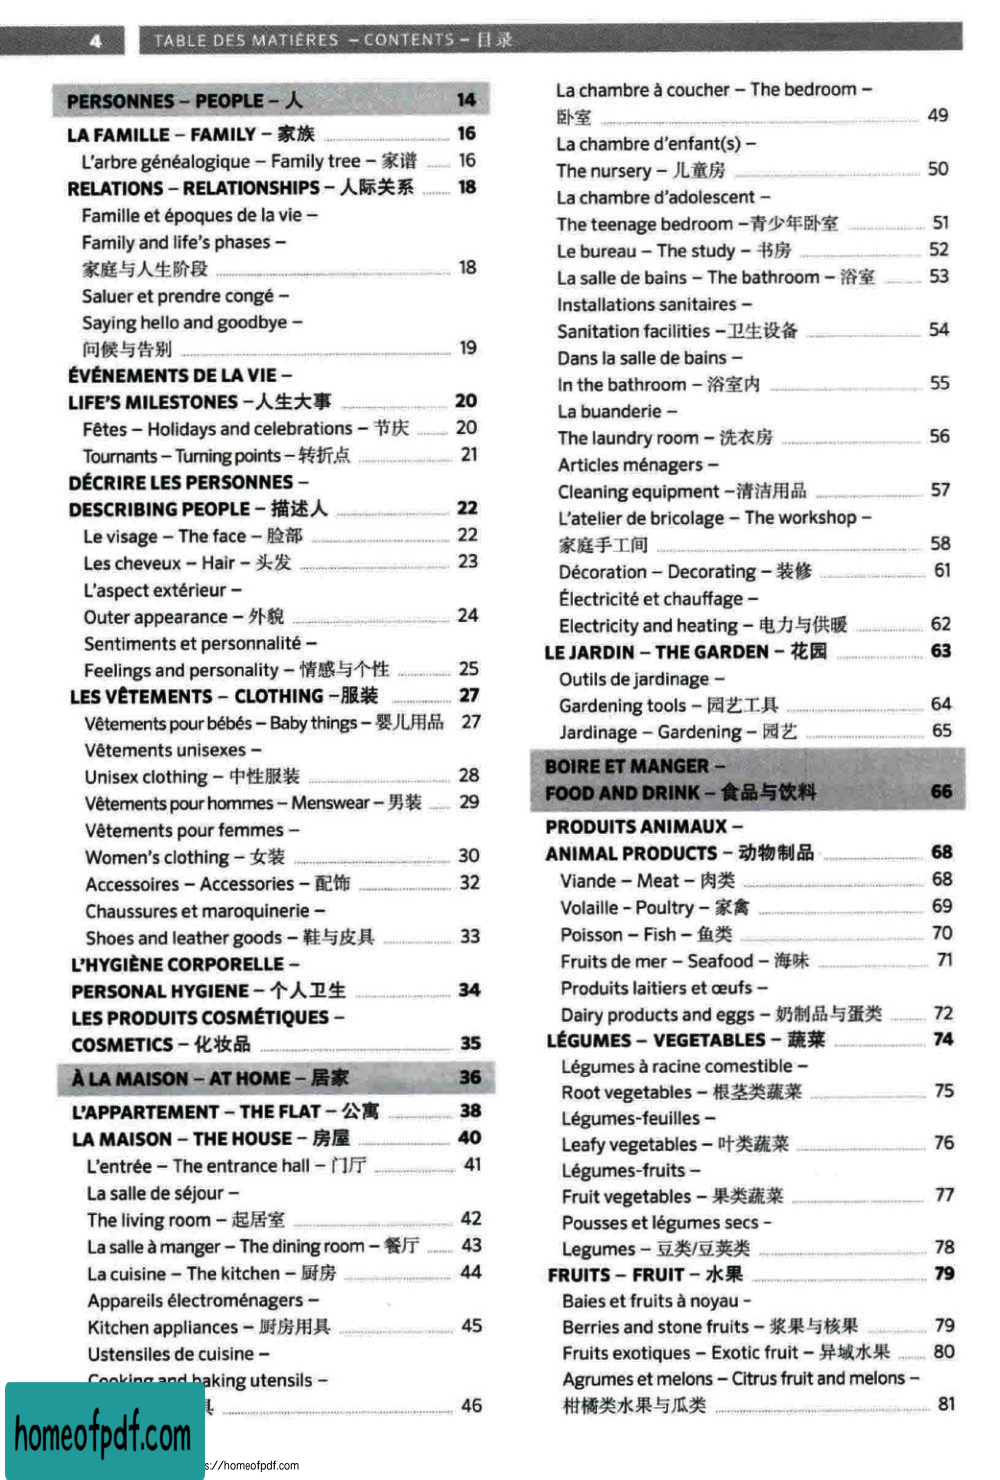 4 TABLE DES MATIÈRES – CONTENTS – 目录
PERSONNES – PEOPLE – 人 14
LA FAMILLE – FAMILY – 家族 16
L'arbre généalogique – Family tree – 家谱 16
RELATIONS – RELATIONSHIPS – 人际关系 18
Famille et époques de la vie –
Family and life's phases –
家庭与人生阶段 18
Saluer et prendre congé –
Saying hello and goodbye –
问候与告别 19
ÉVÉNEMENTS DE LA VIE –
LIFE'S MILESTONES –人生大事 20
Fêtes – Holidays and celebrations – 节庆 20
Tournants – Turning points – 转折点 21
DÉCRIRE LES PERSONNES –
DESCRIBING PEOPLE – 描述人 22
Le visage – The face – 脸部 22
Les cheveux – Hair – 头发 23
L'aspect extérieur –
Outer appearance – 外貌 24
Sentiments et personnalité –
Feelings and personality – 情感与个性 25
LES VÊTEMENTS – CLOTHING –服装 27
Vêtements pour bébés – Baby things – 婴儿用品 27
Vêtements unisexes –
Unisex clothing – 中性服装 28
Vêtements pour hommes – Menswear – 男装 29
Vêtements pour femmes –
Women's clothing – 女装 30
Accessoires – Accessories – 配饰 32
Chaussures et maroquinerie –
Shoes and leather goods – 鞋与皮具 33
L'HYGIÈNE CORPORELLE –
PERSONAL HYGIENE – 个人卫生 34
LES PRODUITS COSMÉTIQUES –
COSMETICS – 化妆品 35
À LA MAISON – AT HOME – 居家 36
L'APPARTEMENT – THE FLAT – 公寓 38
LA MAISON – THE HOUSE – 房屋 40
L'entrée – The entrance hall – 门厅 41
La salle de séjour –
The living room – 起居室 42
La salle à manger – The dining room – 餐厅 43
La cuisine – The kitchen – 厨房 44
Appareils électroménagers –
Kitchen appliances – 厨房用具 45
Ustensiles de cuisine –
Cooking and baking utensils –
46
La chambre à coucher – The bedroom –
卧室 49
La chambre d'enfant(s) –
The nursery – 儿童房 50
La chambre d'adolescent –
The teenage bedroom –青少年卧室 51
Le bureau – The study – 书房 52
La salle de bains – The bathroom – 浴室 53
Installations sanitaires –
Sanitation facilities –卫生设备 54
Dans la salle de bains –
In the bathroom – 浴室内 55
La buanderie –
The laundry room – 洗衣房 56
Articles ménagers –
Cleaning equipment –清洁用品 57
L'atelier de bricolage – The workshop –
家庭手工间 58
Décoration – Decorating – 装修 61
Électricité et chauffage –
Electricity and heating – 电力与供暖 62
LE JARDIN – THE GARDEN – 花园 63
Outils de jardinage –
Gardening tools – 园艺工具 64
Jardinage – Gardening – 园艺 65
BOIRE ET MANGER –
FOOD AND DRINK – 食品与饮料 66
PRODUITS ANIMAUX –
ANIMAL PRODUCTS – 动物制品 68
Viande – Meat – 肉类 68
Volaille - Poultry – 家禽 69
Poisson – Fish – 鱼类 70
Fruits de mer – Seafood – 海味 71
Produits laitiers et œufs –
Dairy products and eggs – 奶制品与蛋类 72
LÉGUMES – VEGETABLES – 蔬菜 74
Légumes à racine comestible –
Root vegetables – 根茎类蔬菜 75
Légumes-feuilles –
Leafy vegetables – 叶类蔬菜 76
Légumes-fruits –
Fruit vegetables – 果类蔬菜 77
Pousses et légumes secs -
Legumes – 豆类/豆荚类 78
FRUITS – FRUIT – 水果 79
Baies et fruits à noyau -
Berries and stone fruits – 浆果与核果 79
Fruits exotiques – Exotic fruit – 异域水果 80
Agrumes et melons – Citrus fruit and melons –
柑橘类水果与瓜类 81
homeofpdf.com
s://homeofpdf.com